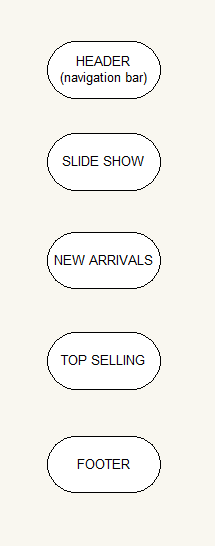 HEADER
(navigation bar)
SLIDE SHOW
NEW ARRIVALS
TOP SELLING
FOOTER